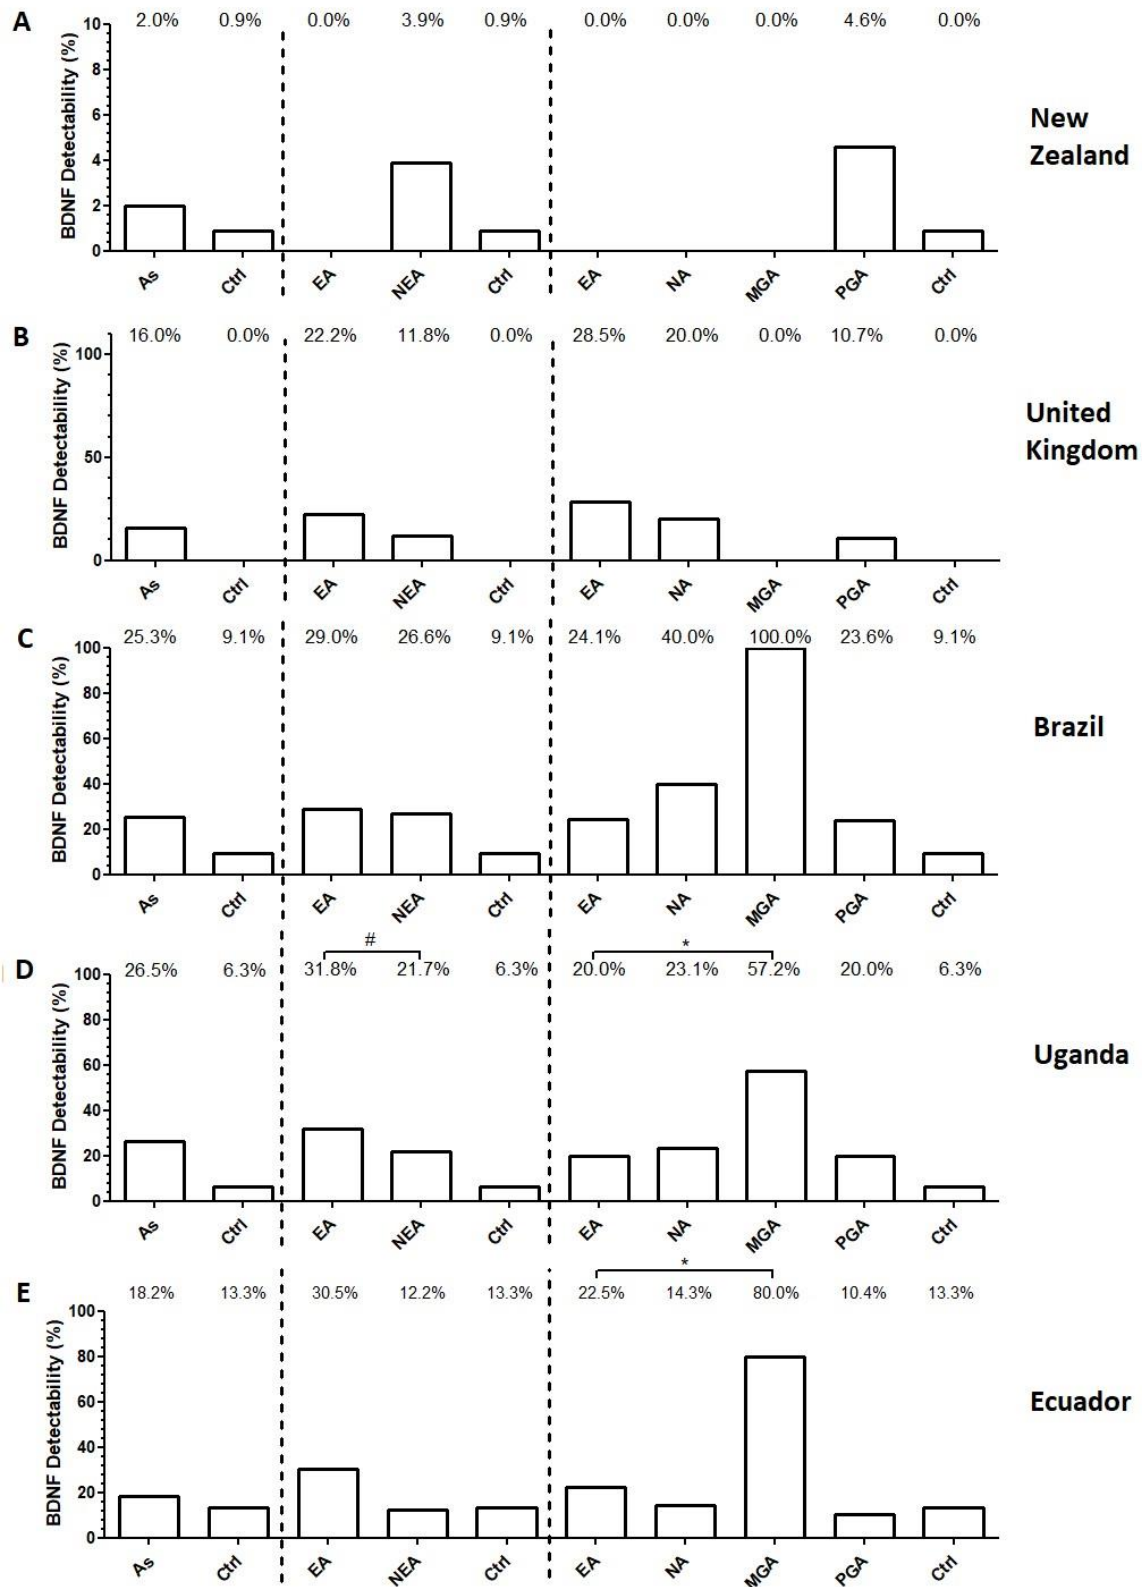 A
2.0% 0.9% 0.0% 3.9% 0.9% 0.0% 0.0% 0.0% 4.6% 0.0%
BDNF Detectability (%)
10
8
6
4
2
0
As Ctrl EA NEA Ctrl EA NA MGA PGA Ctrl
New
Zealand
B
16.0% 0.0% 22.2% 11.8% 0.0% 28.5% 20.0% 0.0% 10.7% 0.0%
BDNF Detectability (%)
100
50
0
As Ctrl EA NEA Ctrl EA NA MGA PGA Ctrl
United
Kingdom
C
25.3% 9.1% 29.0% 26.6% 9.1% 24.1% 40.0% 100.0% 23.6% 9.1%
BDNF Detectability (%)
100
80
60
40
20
0
As Ctrl EA NEA Ctrl EA NA MGA PGA Ctrl
Brazil
# *
D
26.5% 6.3% 31.8% 21.7% 6.3% 20.0% 23.1% 57.2% 20.0% 6.3%
BDNF Detectability (%)
100
80
60
40
20
0
As Ctrl EA NEA Ctrl EA NA MGA PGA Ctrl
Uganda
*
E
18.2% 13.3% 30.5% 12.2% 13.3% 22.5% 14.3% 80.0% 10.4% 13.3%
BDNF Detectability (%)
100
80
60
40
20
0
As Ctrl EA NEA Ctrl EA NA MGA PGA Ctrl
Ecuador